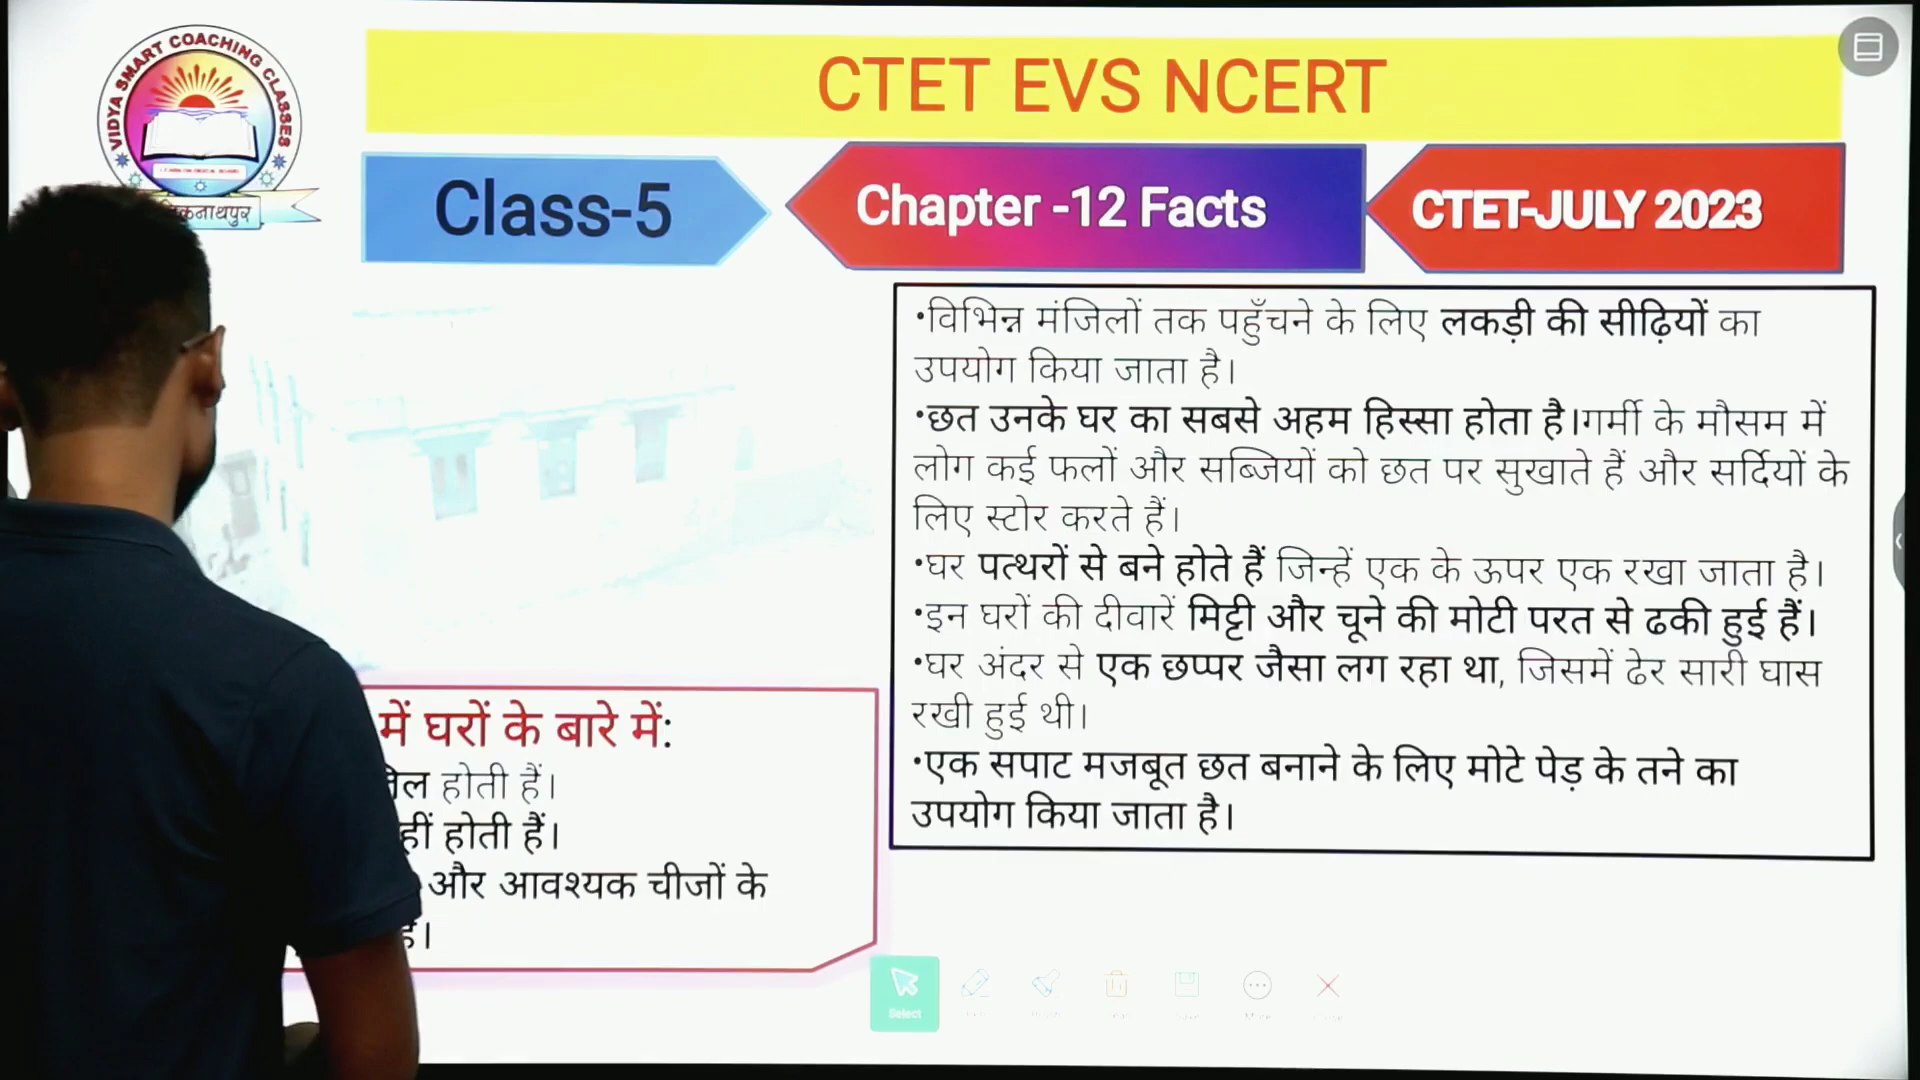 VIDYA SMART COACHING CLASSES
CTET EVS NCERT
Class-5
Chapter -12 Facts
CTET-JULY 2023
•विभिन्न मंजिलों तक पहुँचने के लिए लकड़ी की सीढ़ियों का
उपयोग किया जाता है।
•छत उनके घर का सबसे अहम हिस्सा होता है।गर्मी के मौसम में
लोग कई फलों और सब्जियों को छत पर सुखाते हैं और सर्दियों के
लिए स्टोर करते हैं।
•घर पत्थरों से बने होते हैं जिन्हें एक के ऊपर एक रखा जाता है।
•इन घरों की दीवारें मिट्टी और चूने की मोटी परत से ढकी हुई हैं।
•घर अंदर से एक छप्पर जैसा लग रहा था, जिसमें ढेर सारी घास
रखी हुई थी।
•एक सपाट मजबूत छत बनाने के लिए मोटे पेड़ के तने का
उपयोग किया जाता है।
में घरों के बारे में:
होती हैं।
होती हैं।
और आवश्यक चीजों के
Select